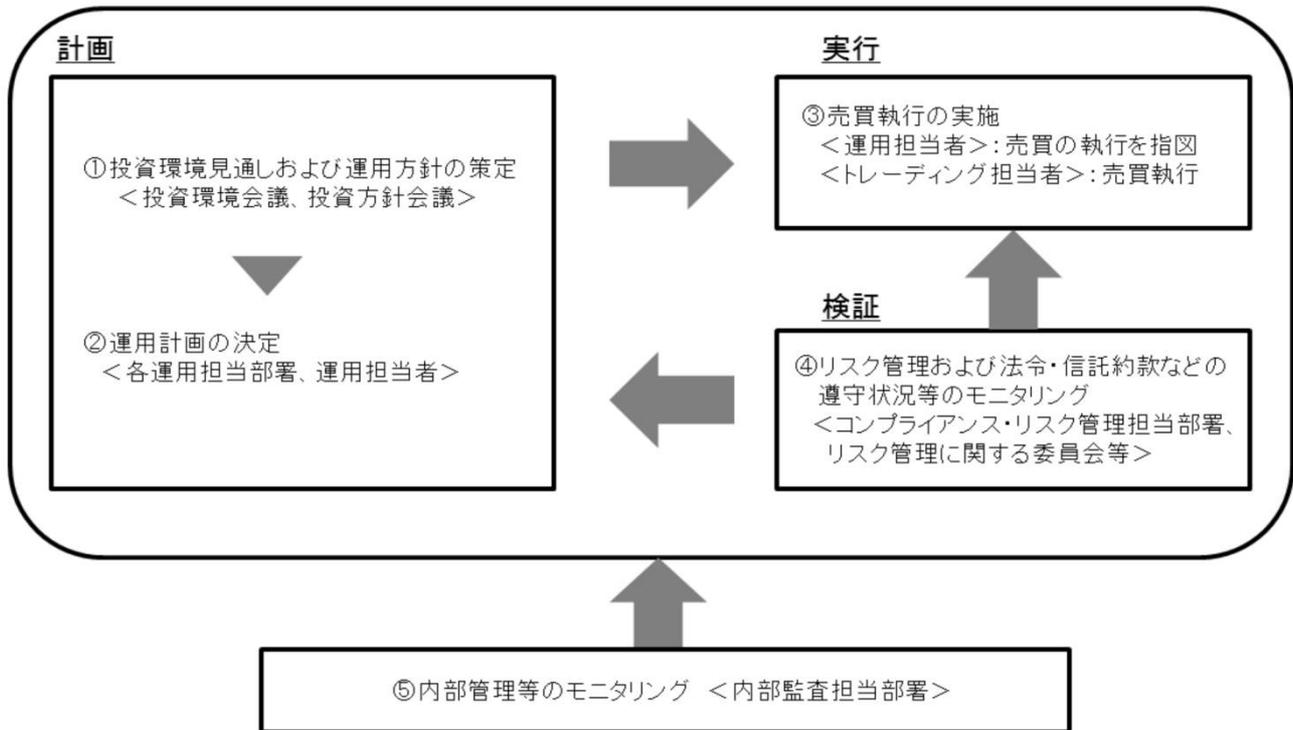 計画
①投資環境見通しおよび運用方針の策定
＜投資環境会議、投資方針会議＞
②運用計画の決定
＜各運用担当部署、運用担当者＞
実行
③売買執行の実施
＜運用担当者＞：売買の執行を指図
＜トレーディング担当者＞：売買執行
検証
④リスク管理および法令・信託約款などの
遵守状況等のモニタリング
＜コンプライアンス・リスク管理担当部署、
リスク管理に関する委員会等＞
⑤内部管理等のモニタリング ＜内部監査担当部署＞